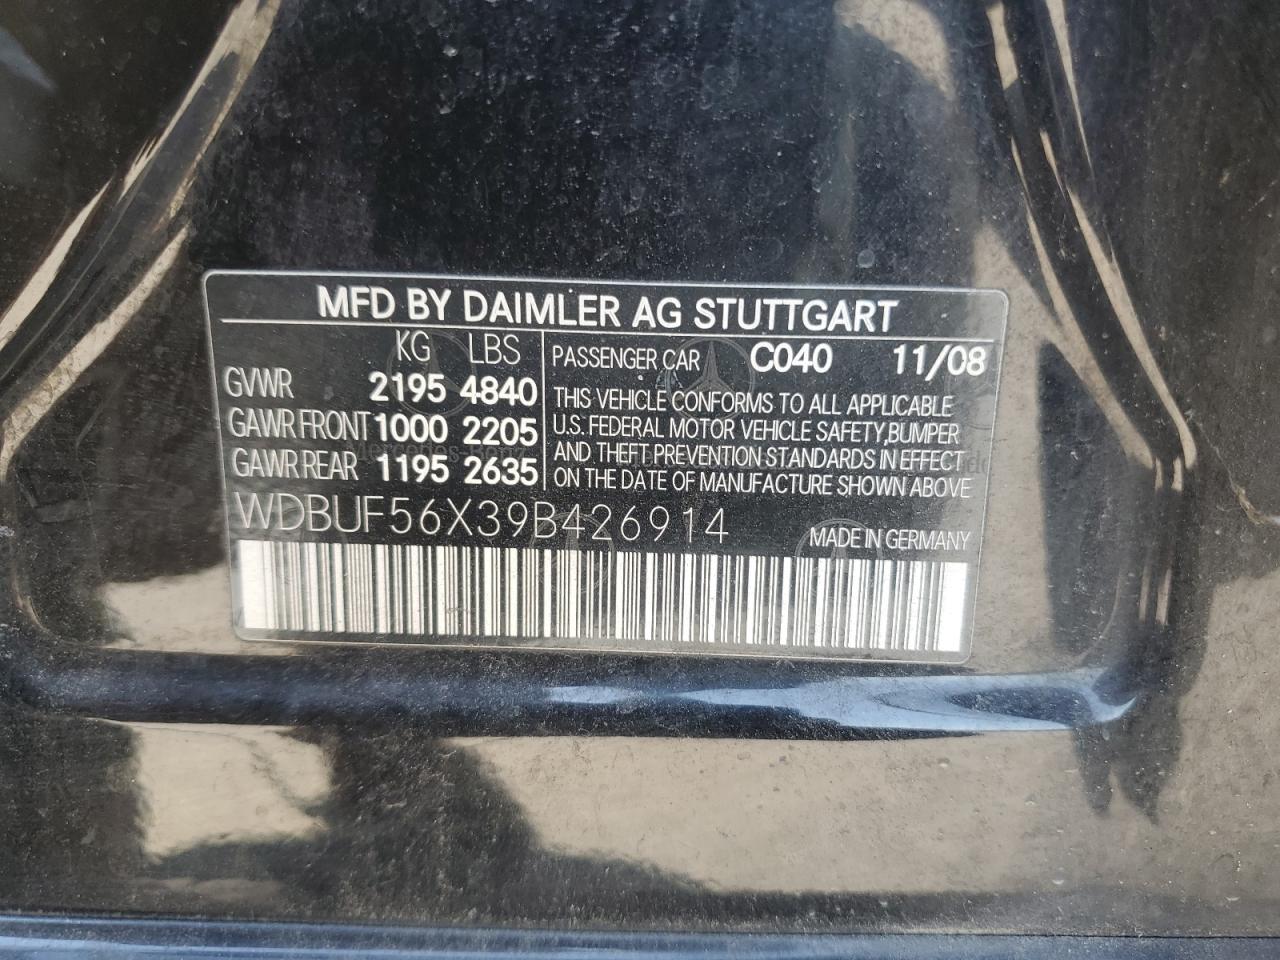 MFD BY DAIMLER AG STUTTGART
KG LBS
GVWR 2195 4840
GAWR FRONT 1000 2205
GAWR REAR 1195 2635
PASSENGER CAR C040 11/08
THIS VEHICLE CONFORMS TO ALL APPLICABLE
U.S. FEDERAL MOTOR VEHICLE SAFETY,BUMPER
AND THEFT PREVENTION STANDARDS IN EFFECT
ON THE DATE OF MANUFACTURE SHOWN ABOVE
WDBUF56X39B426914
MADE IN GERMANY